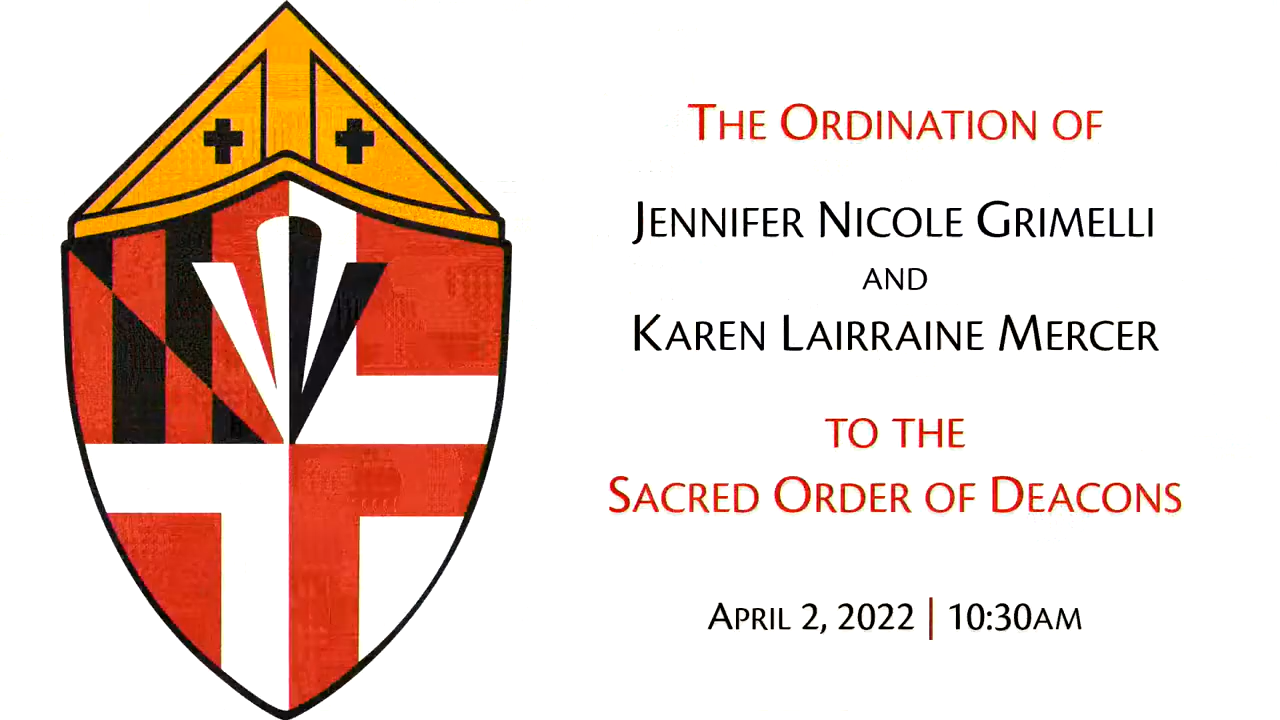 The Ordination of
Jennifer Nicole Grimelli
and
Karen Lairraine Mercer
to the
Sacred Order of Deacons
April 2, 2022 | 10:30am